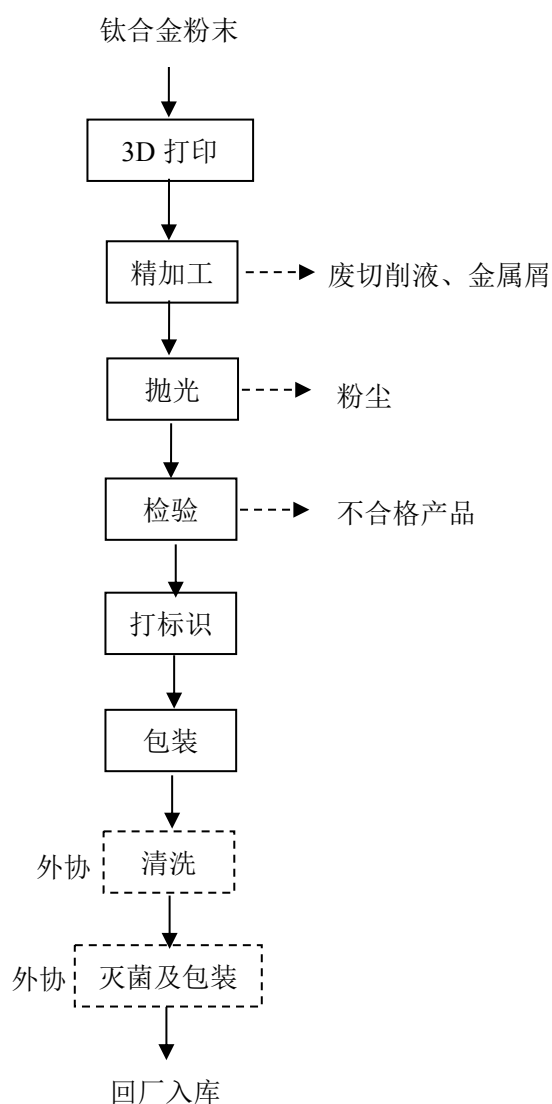 钛合金粉末
3D 打印
精加工
废切削液、金属屑
抛光
粉尘
检验
不合格产品
打标识
包装
外协
清洗
外协
灭菌及包装
回厂入库